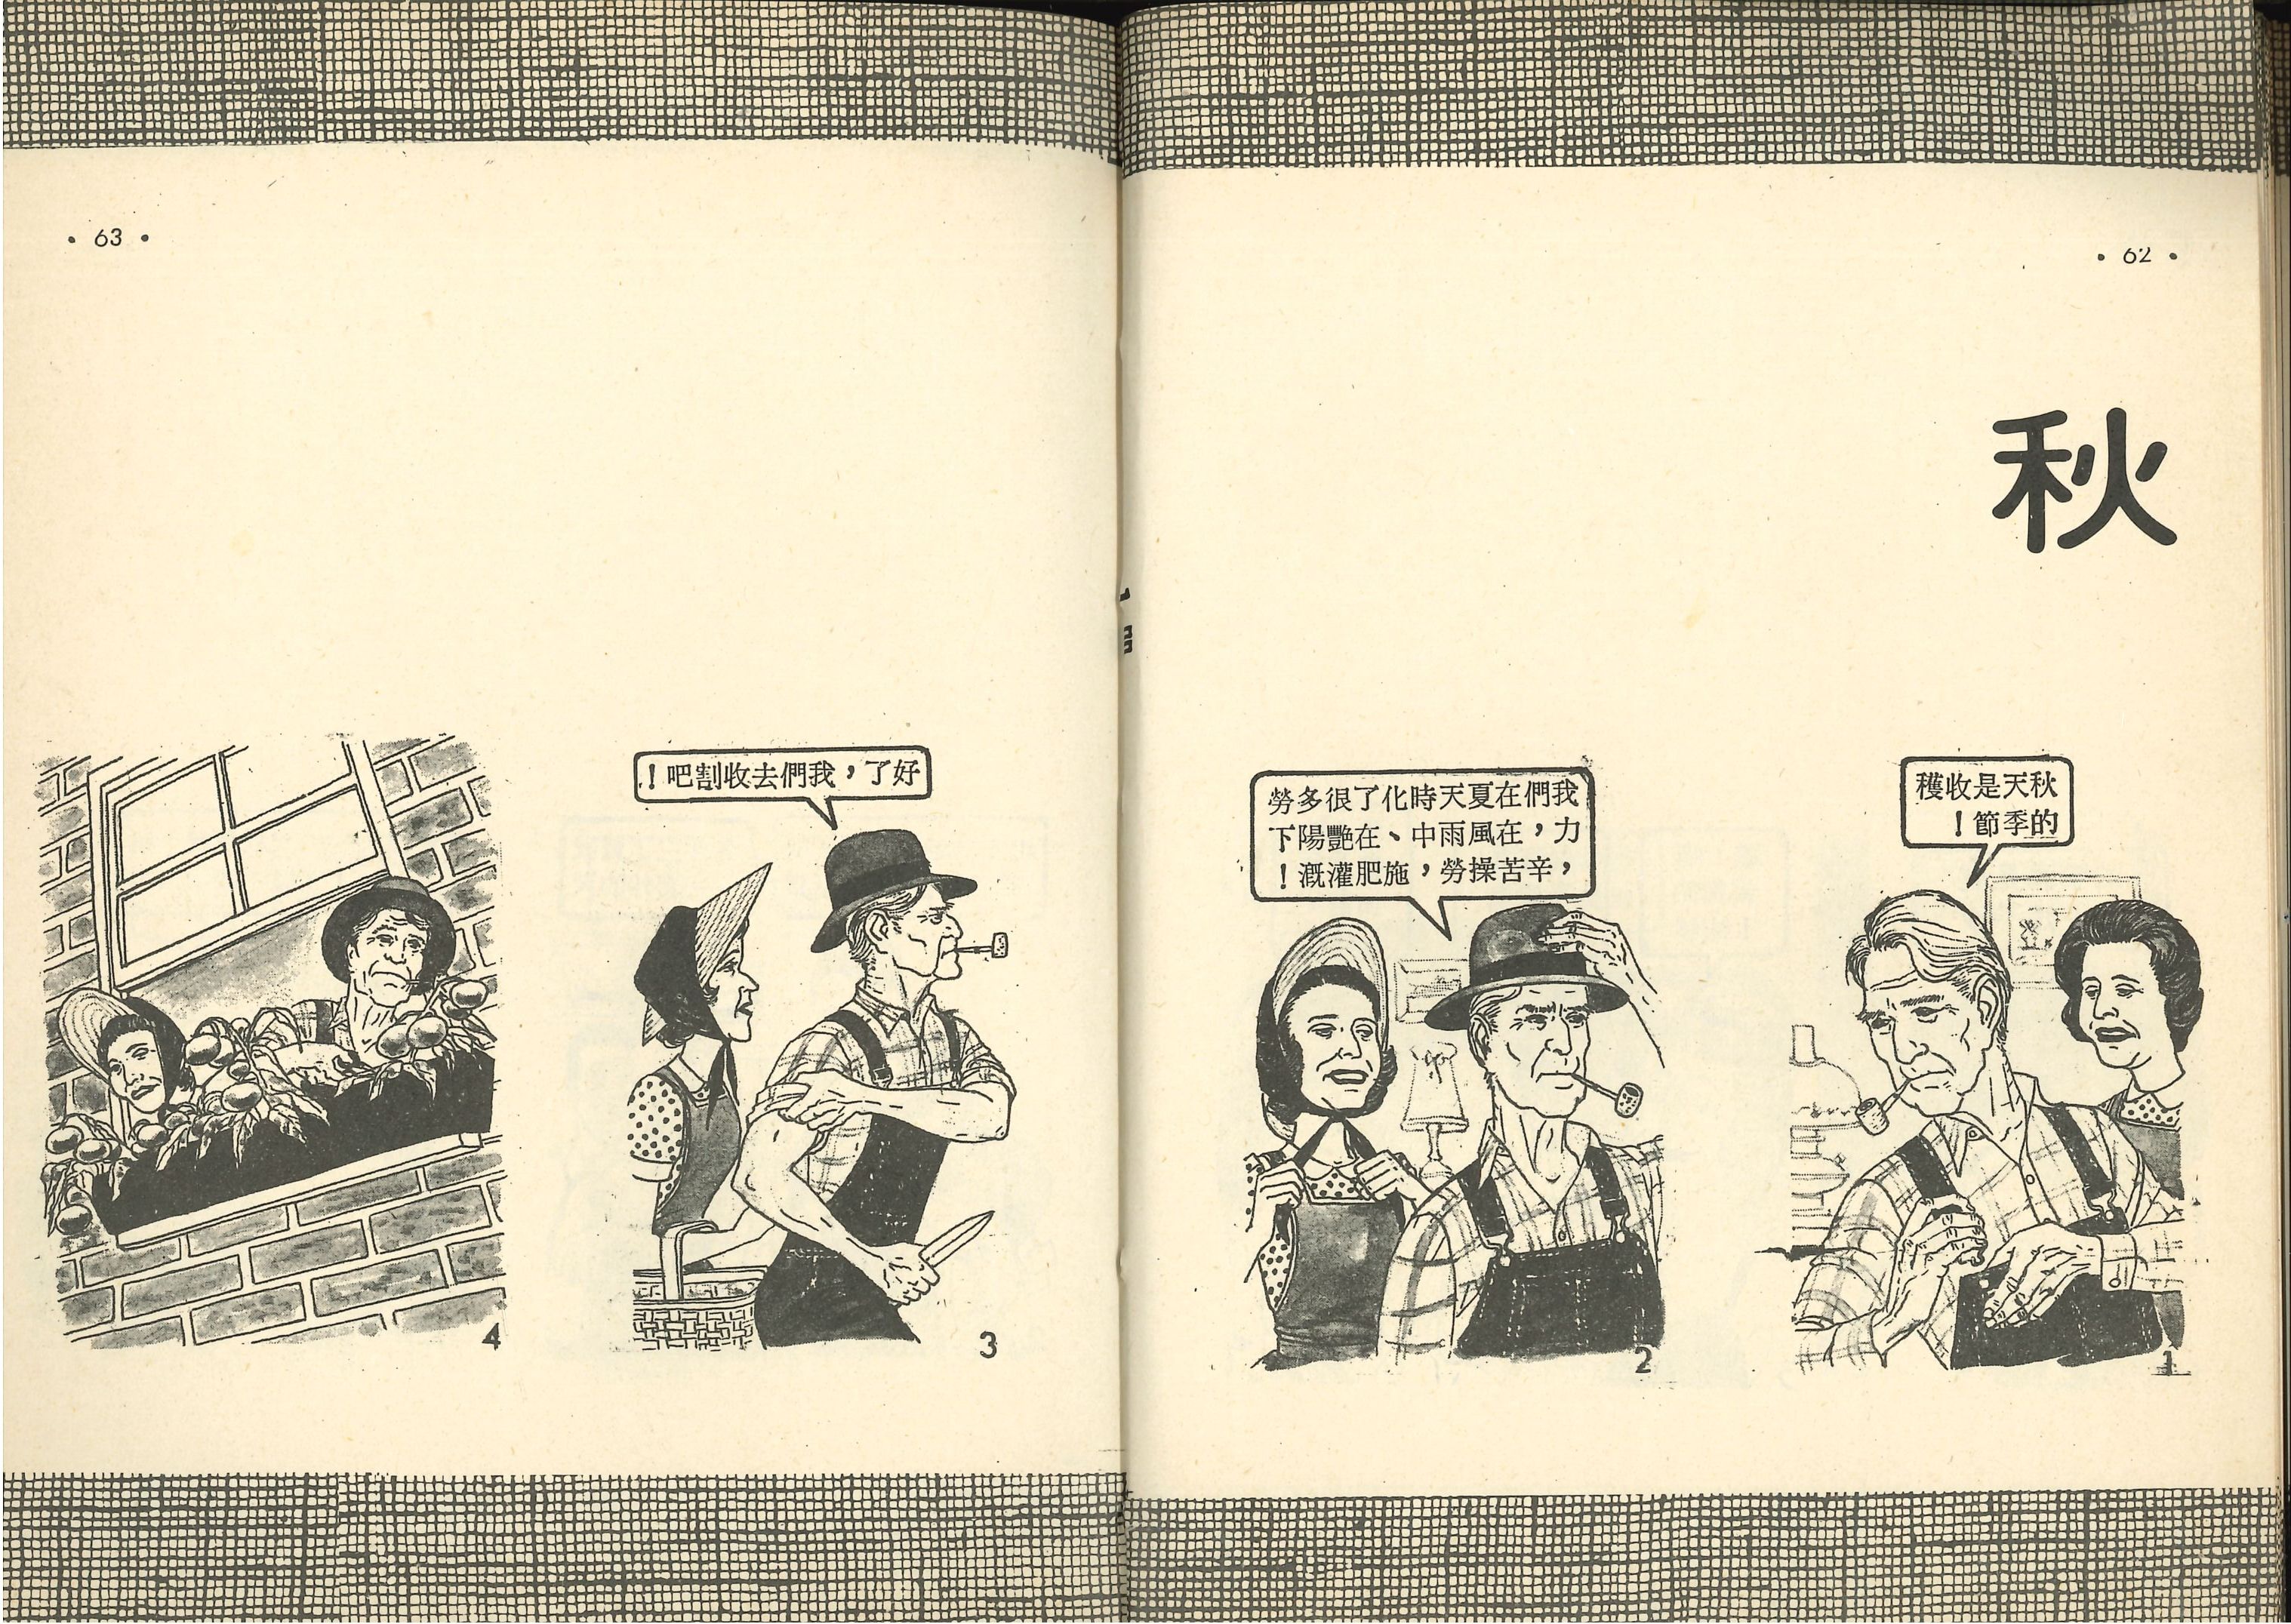 • 62 •
秋
秋天是收穫
的季節！
1
我們在夏天時化了很多勞
力，在風雨中、在艷陽下
，辛苦操勞，施肥灌漑！
2
• 63 •
好了，我們去收割吧！
3
4